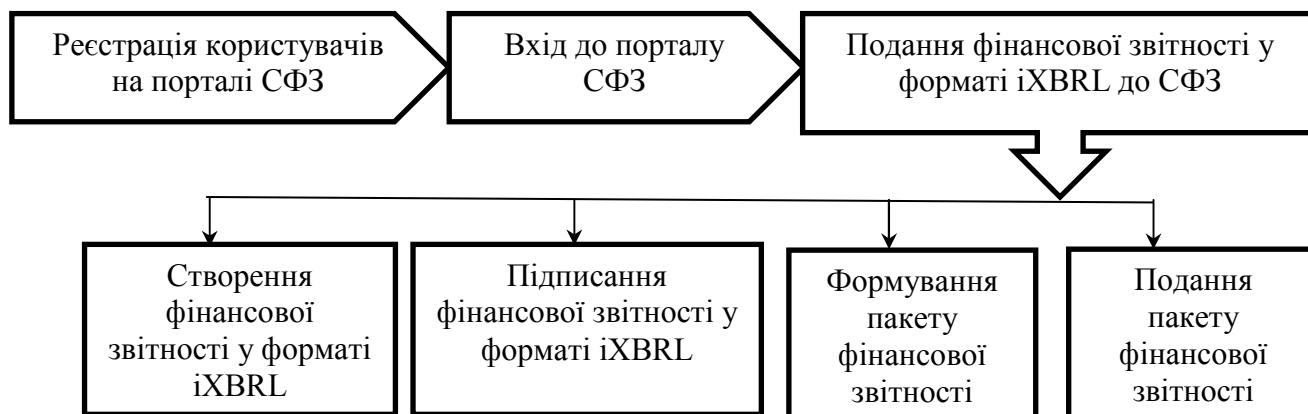 Реєстрація користувачів
на порталі СФЗ
Вхід до порталу
СФЗ
Подання фінансової звітності у
форматі iXBRL до СФЗ
Створення
фінансової
звітності у форматі
iXBRL
Підписання
фінансової звітності у
форматі iXBRL
Формування
пакету
фінансової
звітності
Подання
пакету
фінансової
звітності